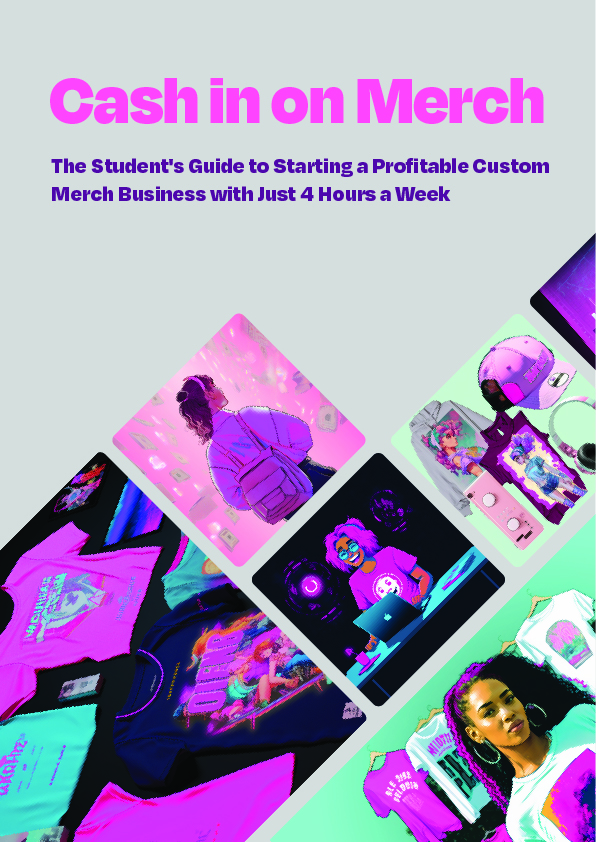 Cash in on Merch
The Student's Guide to Starting a Profitable Custom
Merch Business with Just 4 Hours a Week